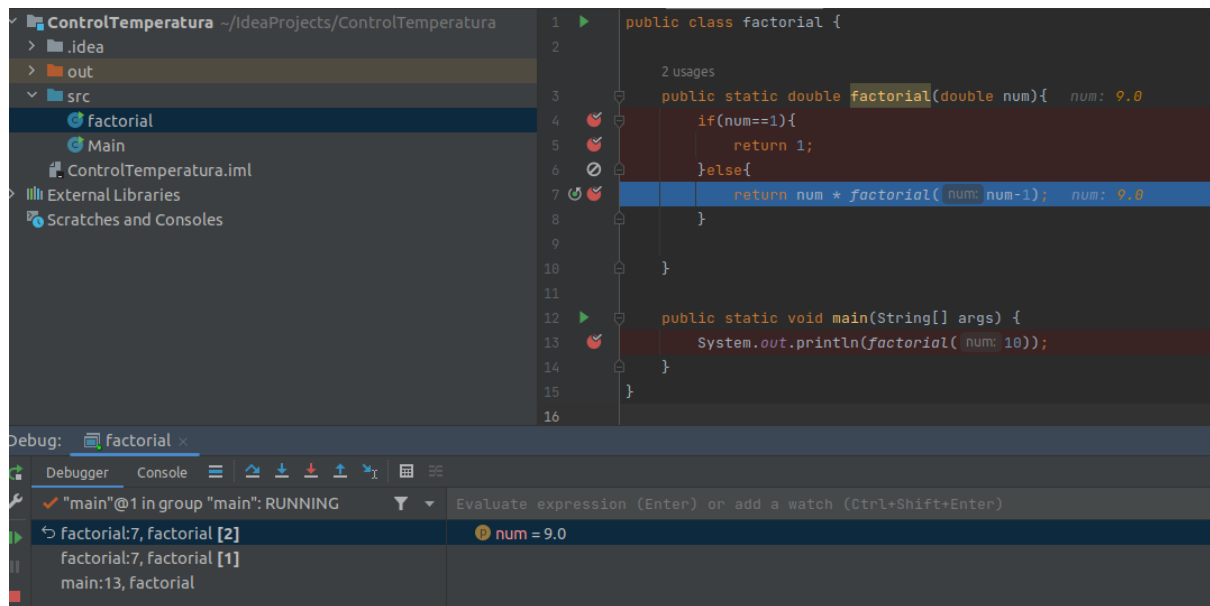 ControlTemperatura ~/IdeaProjects/ControlTemperatura
.idea
out
src
factorial
Main
ControlTemperatura.iml
External Libraries
Scratches and Consoles
1 public class factorial {
2
2 usages
3 public static double factorial(double num){ num: 9.0
4 if(num==1){
5 return 1;
6 }else{
7 return num * factorial( num: num-1); num: 9.0
8 }
9
10 }
11
12 public static void main(String[] args) {
13 System.out.println(factorial( num: 10));
14 }
15 }
16
Debug: factorial
Debugger Console
"main"@1 in group "main": RUNNING
Evaluate expression (Enter) or add a watch (Ctrl+Shift+Enter)
factorial:7, factorial [2]
p num = 9.0
factorial:7, factorial [1]
main:13, factorial